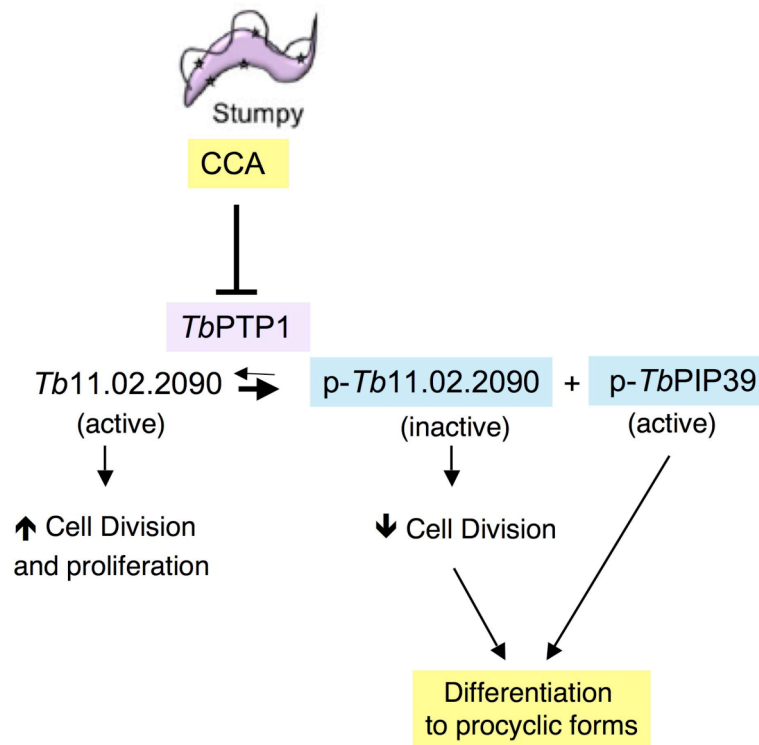 Stumpy
CCA
TbPTP1
Tb11.02.2090 p-Tb11.02.2090 + p-TbPIP39
(active) (inactive) (active)
↑ Cell Division ↓ Cell Division
and proliferation
Differentiation
to procyclic forms